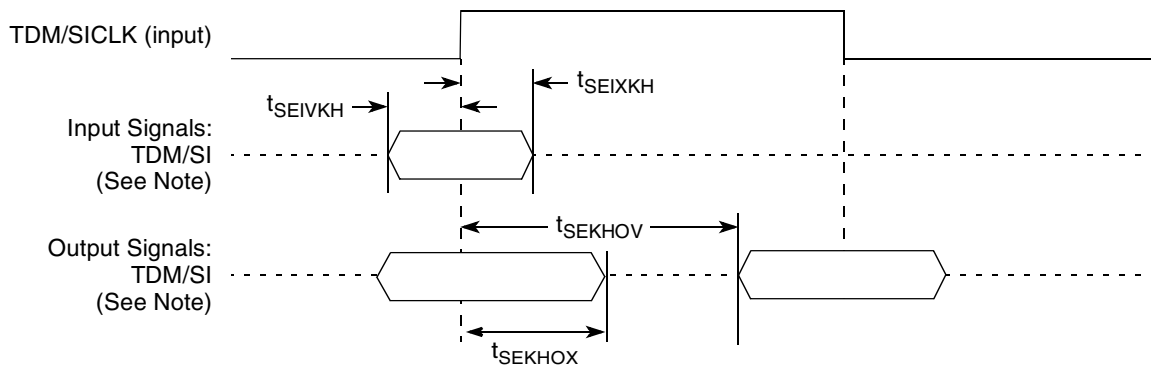 TDM/SICLK (input)
tSEIXKH
tSEIVKH
Input Signals:
TDM/SI
(See Note)
tSEKHOV
Output Signals:
TDM/SI
(See Note)
tSEKHOX